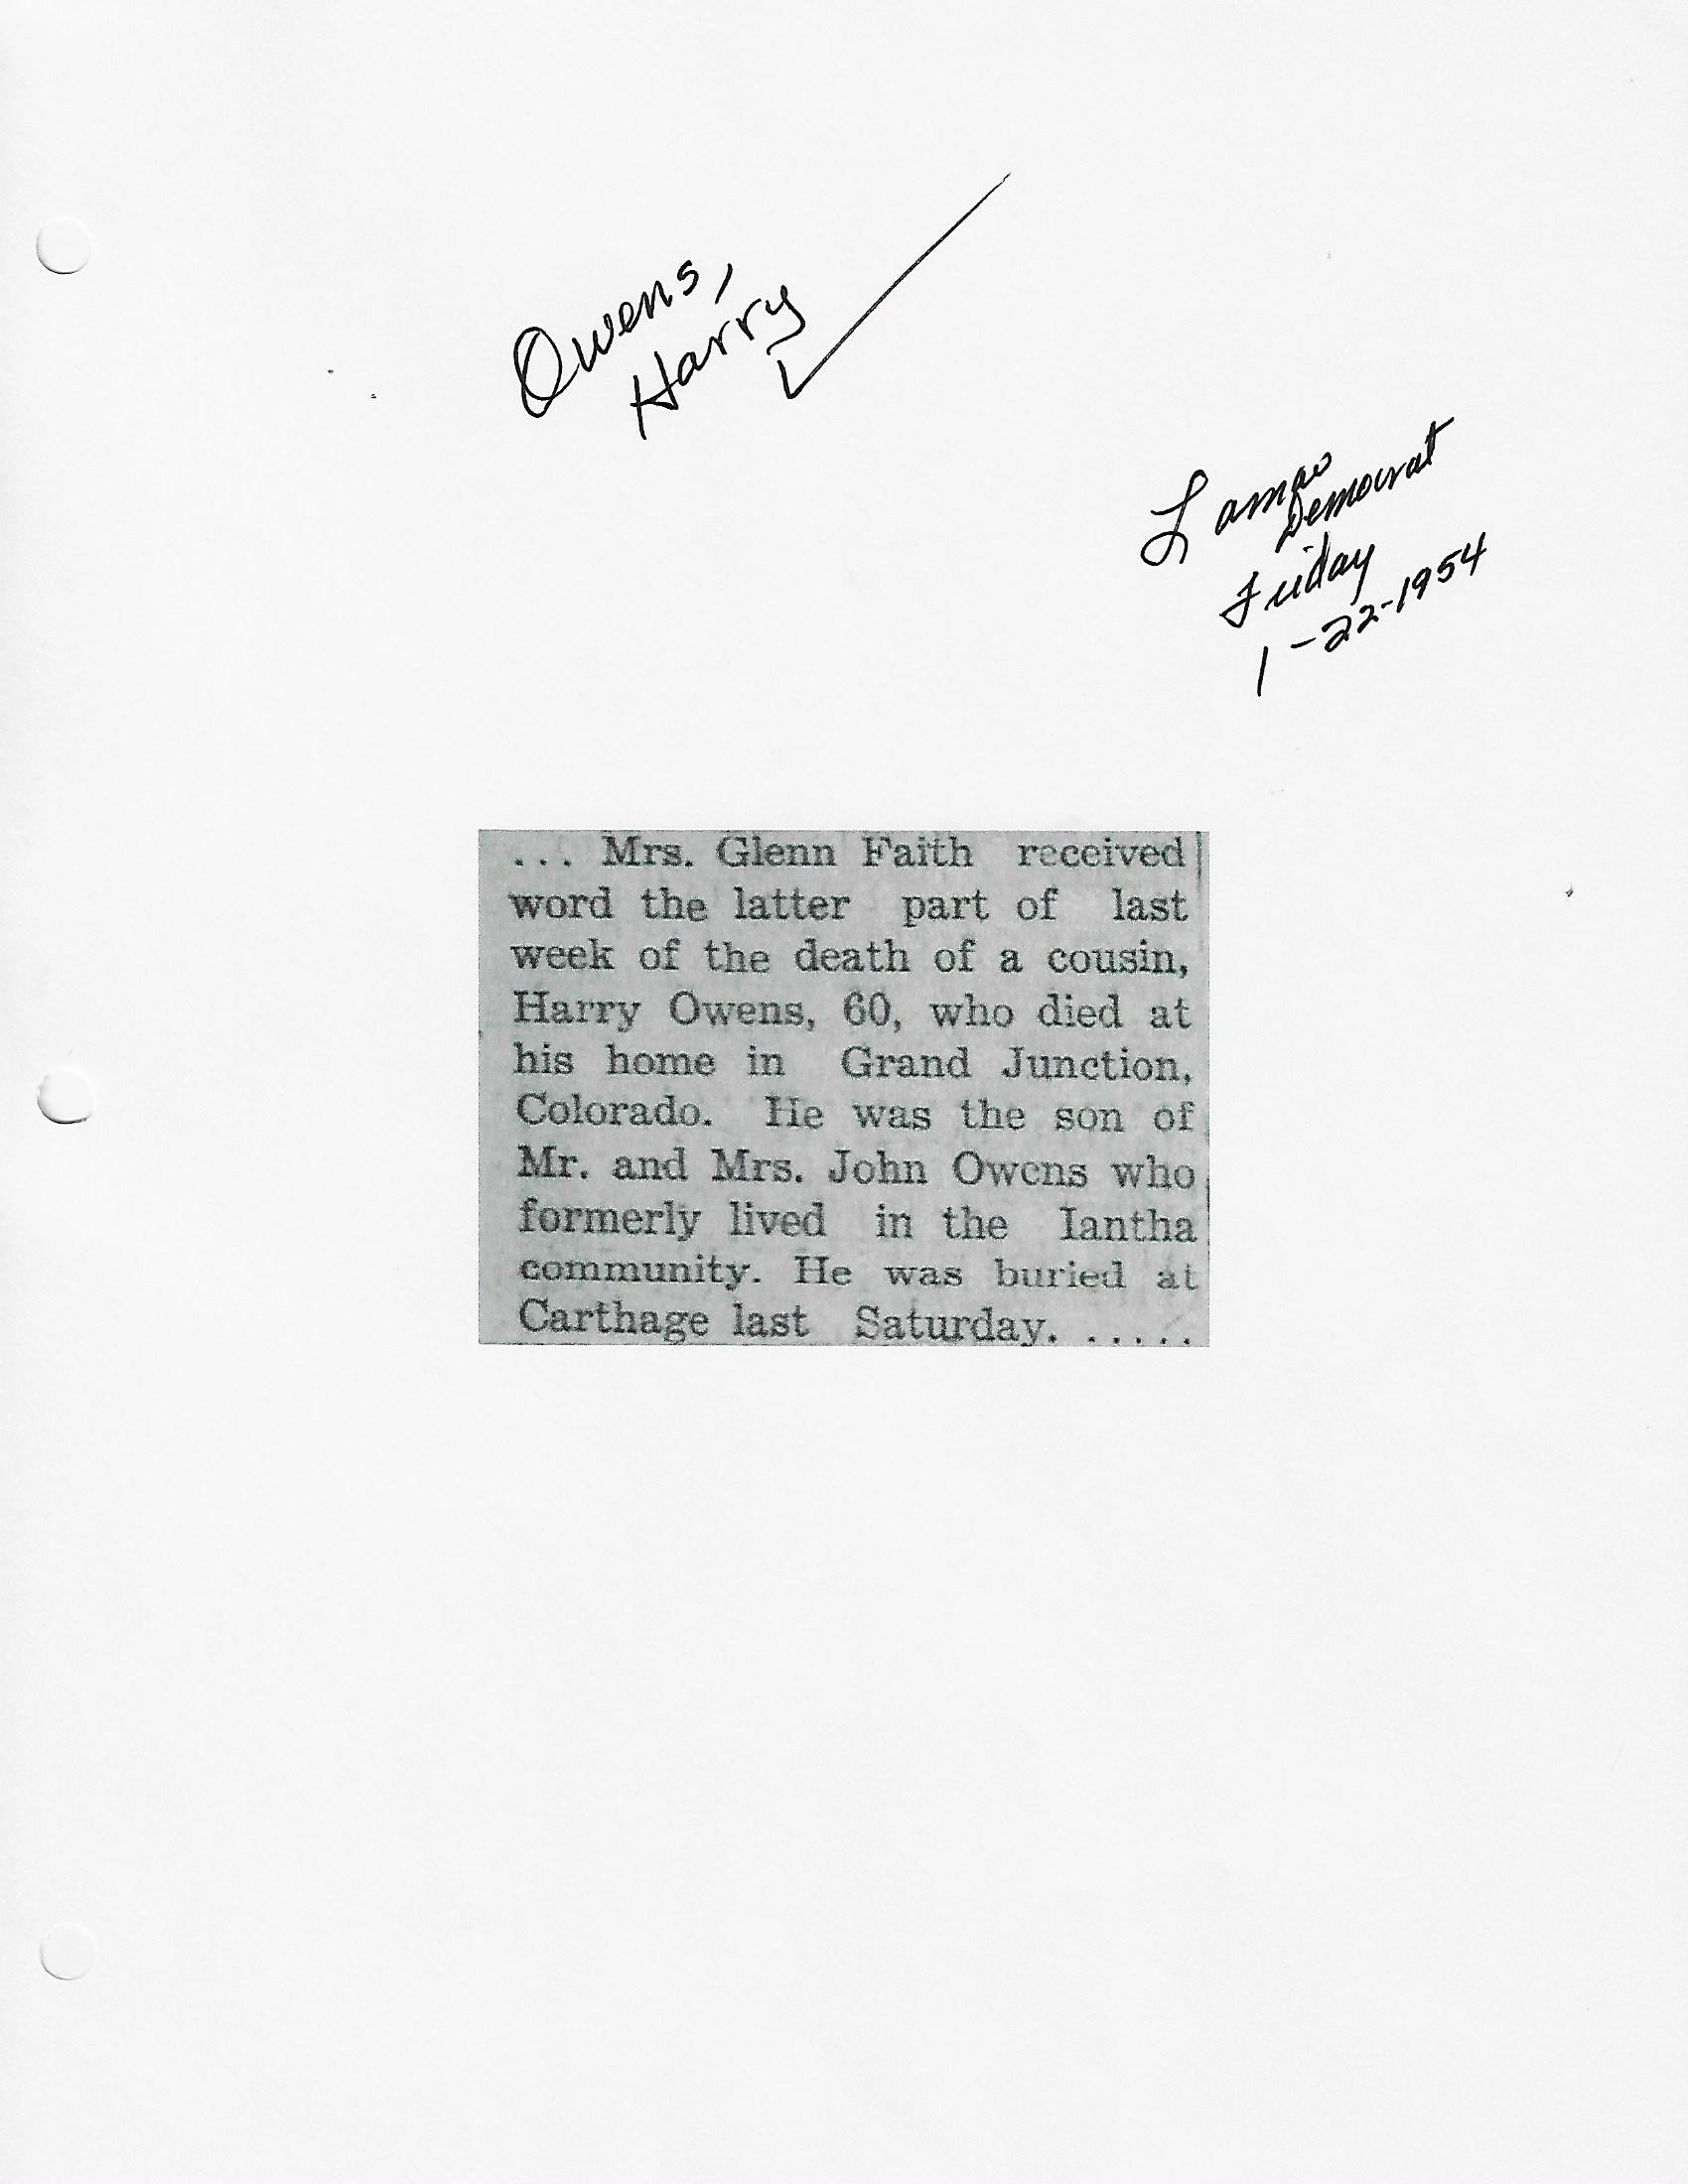 Owens,
Harry
Lamar
Democrat
Friday
1-22-1954
... Mrs. Glenn Faith received
word the latter part of last
week of the death of a cousin,
Harry Owens, 60, who died at
his home in Grand Junction,
Colorado. He was the son of
Mr. and Mrs. John Owens who
formerly lived in the Iantha
community. He was buried at
Carthage last Saturday. .....